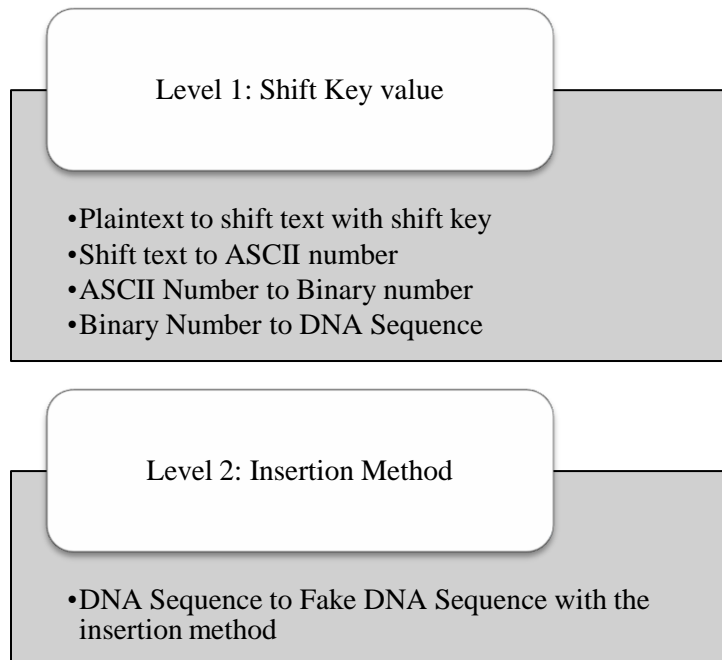 Level 1: Shift Key value
•Plaintext to shift text with shift key
•Shift text to ASCII number
•ASCII Number to Binary number
•Binary Number to DNA Sequence
Level 2: Insertion Method
•DNA Sequence to Fake DNA Sequence with the
insertion method